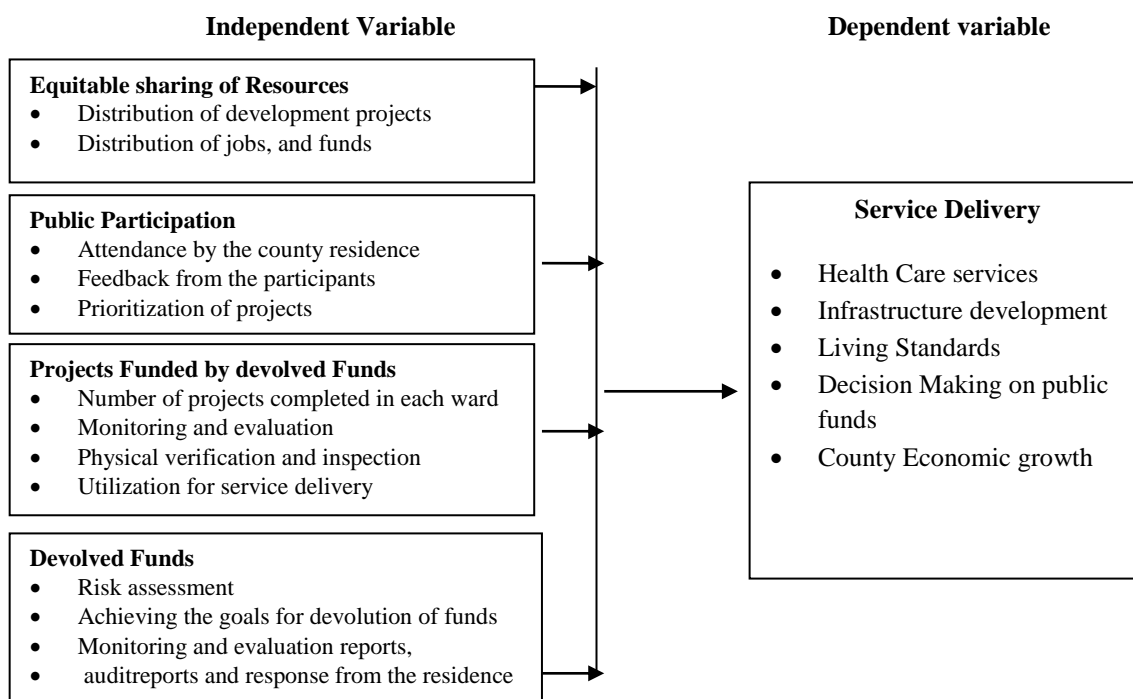 Independent Variable
Dependent variable
Equitable sharing of Resources
• Distribution of development projects
• Distribution of jobs, and funds
Public Participation
• Attendance by the county residence
• Feedback from the participants
• Prioritization of projects
Projects Funded by devolved Funds
• Number of projects completed in each ward
• Monitoring and evaluation
• Physical verification and inspection
• Utilization for service delivery
Devolved Funds
• Risk assessment
• Achieving the goals for devolution of funds
• Monitoring and evaluation reports,
• auditreports and response from the residence
Service Delivery
• Health Care services
• Infrastructure development
• Living Standards
• Decision Making on public
funds
• County Economic growth